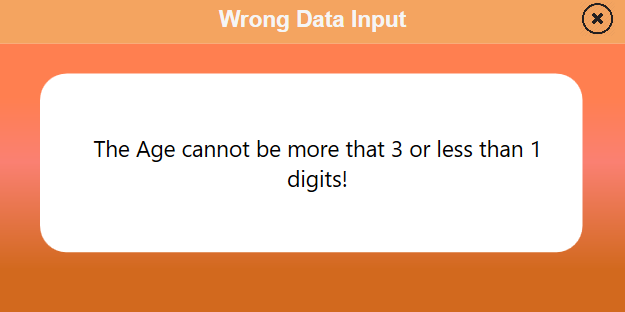 Wrong Data Input
The Age cannot be more that 3 or less than 1
digits!